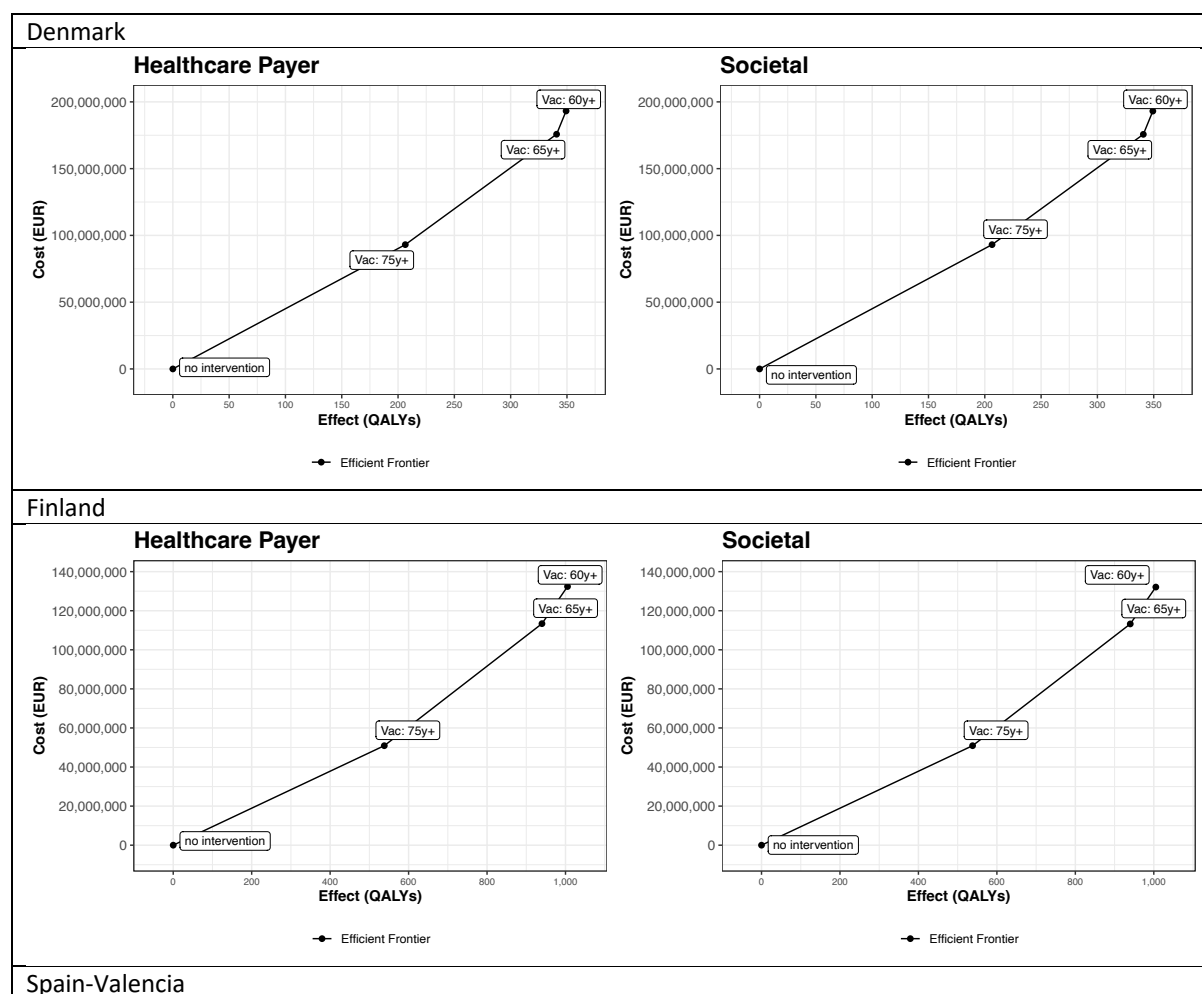 Denmark
Healthcare Payer
Cost (EUR)
200,000,000
150,000,000
100,000,000
50,000,000
0
Vac: 60y+
Vac: 65y+
Vac: 75y+
no intervention
0 50 100 150 200 250 300 350
Effect (QALYs)
Efficient Frontier
Societal
Cost (EUR)
200,000,000
150,000,000
100,000,000
50,000,000
0
Vac: 60y+
Vac: 65y+
Vac: 75y+
no intervention
0 50 100 150 200 250 300 350
Effect (QALYs)
Efficient Frontier
Finland
Healthcare Payer
Cost (EUR)
140,000,000
120,000,000
100,000,000
80,000,000
60,000,000
40,000,000
20,000,000
0
Vac: 60y+
Vac: 65y+
Vac: 75y+
no intervention
0 200 400 600 800 1,000
Effect (QALYs)
Efficient Frontier
Societal
Cost (EUR)
140,000,000
120,000,000
100,000,000
80,000,000
60,000,000
40,000,000
20,000,000
0
Vac: 60y+
Vac: 65y+
Vac: 75y+
no intervention
0 200 400 600 800 1,000
Effect (QALYs)
Efficient Frontier
Spain-Valencia